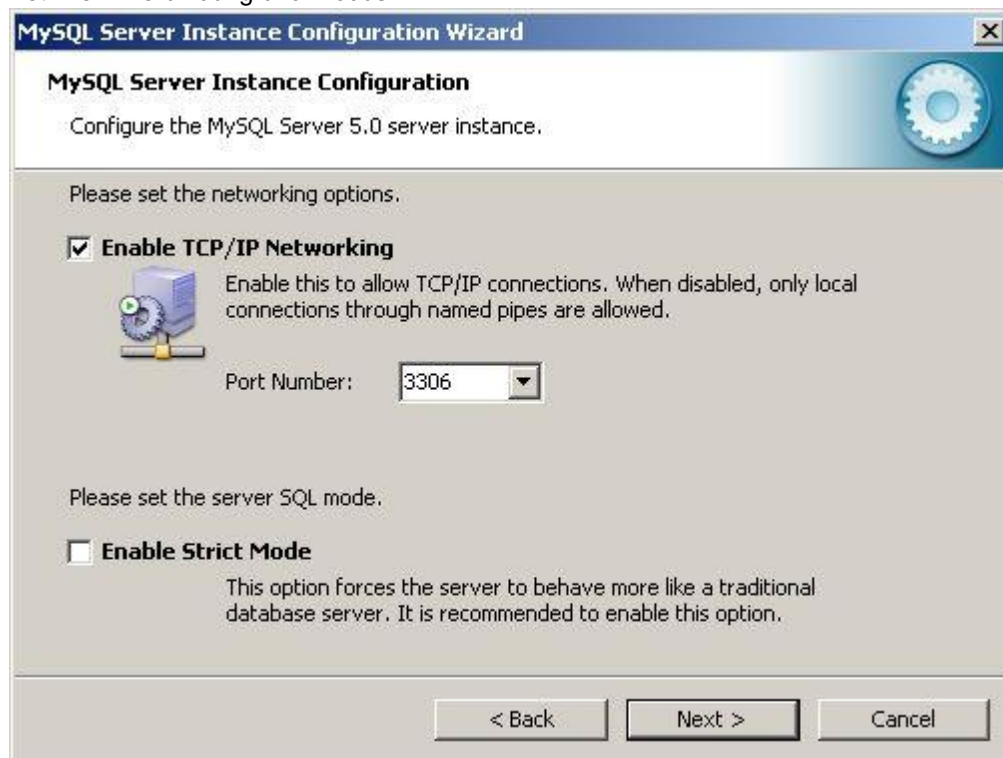 MySQL Server Instance Configuration Wizard
MySQL Server Instance Configuration
Configure the MySQL Server 5.0 server instance.
Please set the networking options.
Enable TCP/IP Networking
Enable this to allow TCP/IP connections. When disabled, only local
connections through named pipes are allowed.
Port Number: 3306
Please set the server SQL mode.
Enable Strict Mode
This option forces the server to behave more like a traditional
database server. It is recommended to enable this option.
< Back Next > Cancel